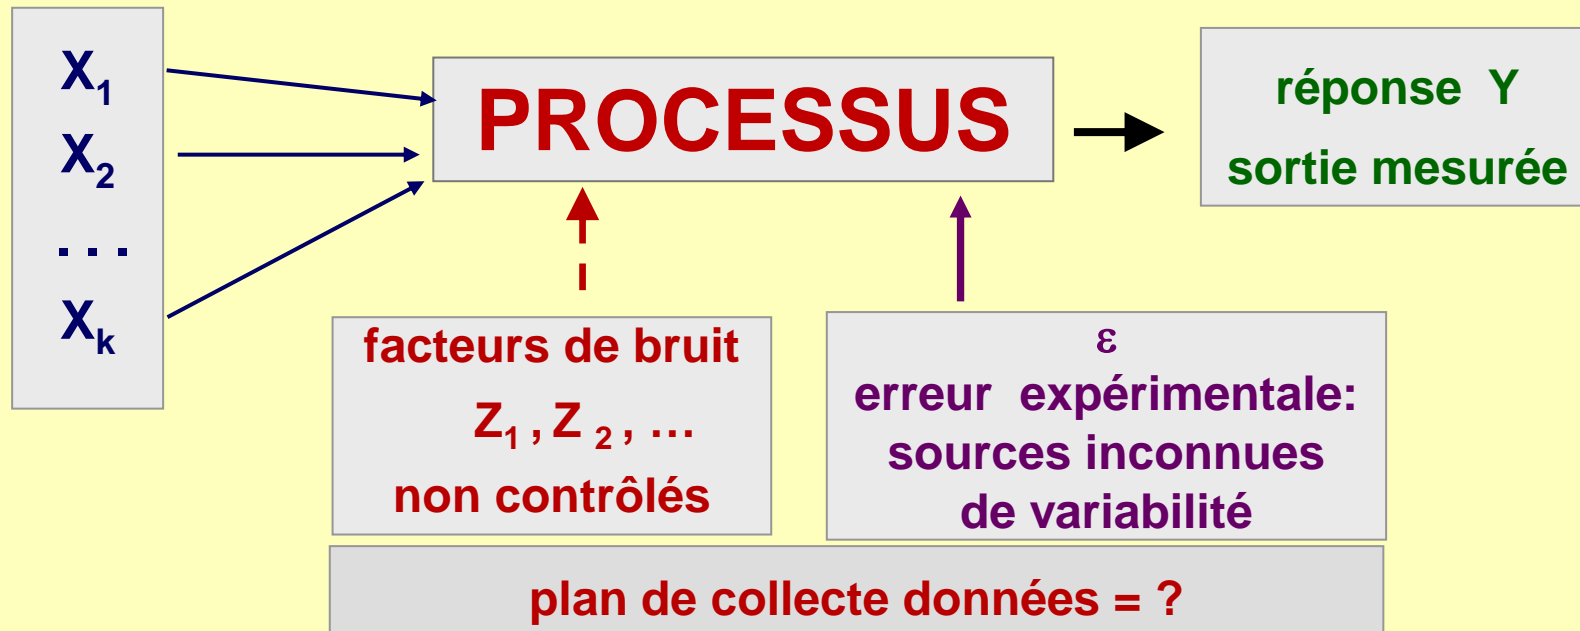 X₁
X₂
. . .
Xₖ
PROCESSUS
réponse Y
sortie mesurée
facteurs de bruit
Z₁ , Z ₂ , …
non contrôlés
ε
erreur expérimentale:
sources inconnues
de variabilité
plan de collecte données = ?